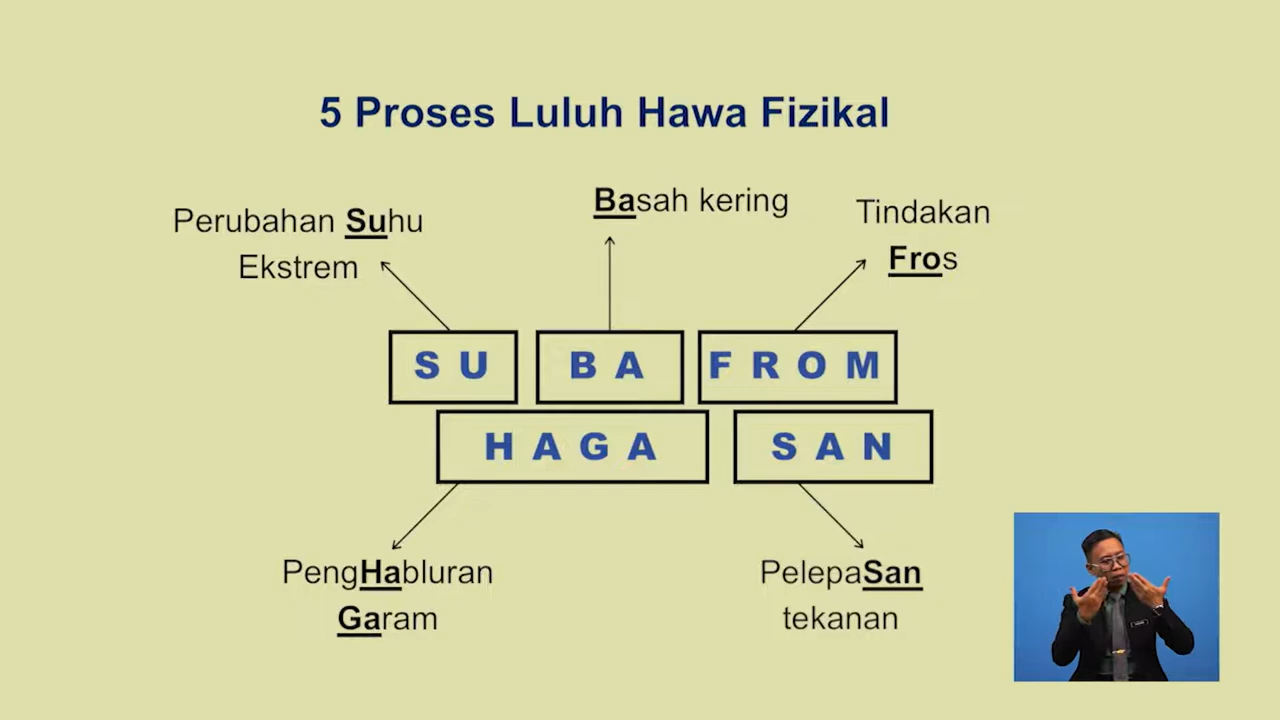 5 Proses Luluh Hawa Fizikal
Perubahan Suhu
Ekstrem
Basah kering
Tindakan
Fros
S U
B A
F R O M
H A G A
S A N
PengHabluran
Garam
PelepaSan
tekanan